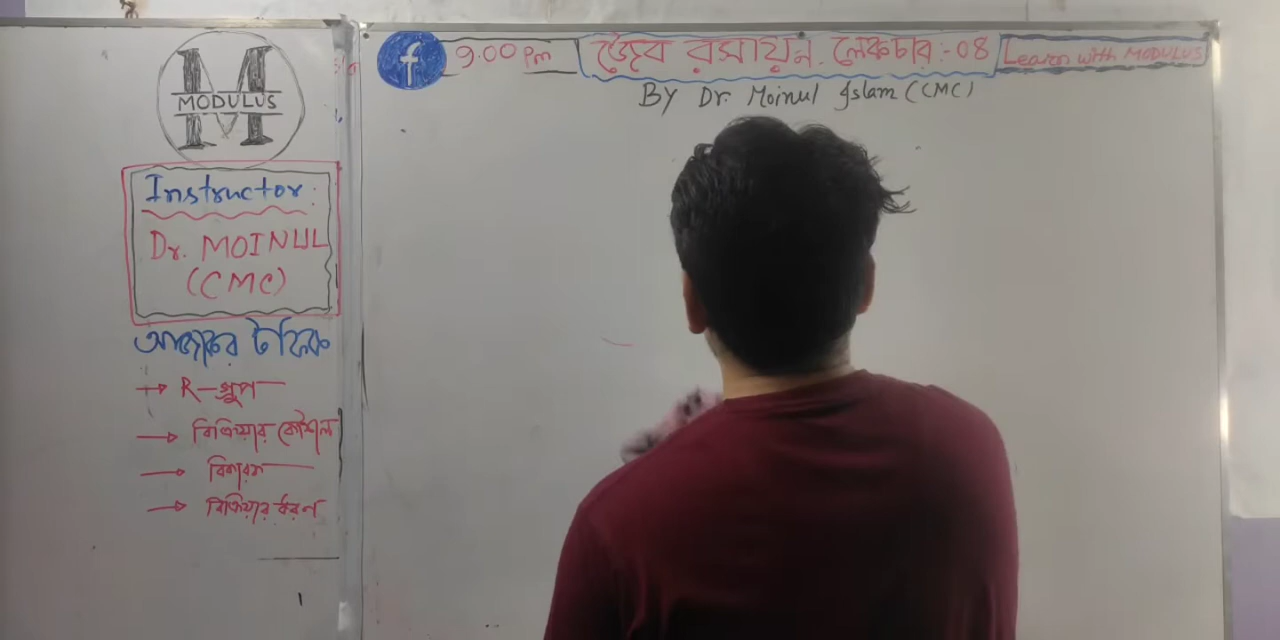 MODULUS
Instructor:
Dr. MOINUL
(CMC)
আজকের টপিক
→ R-গ্রুপ
→ বিক্রিয়ার কৌশল
→ বিকারক
→ বিক্রিয়ার ধরণ
f 9:00 Pm জৈব রসায়ন লেকচার:-08 Learn with MODULUS
By Dr. Moinul Islam (CMC)